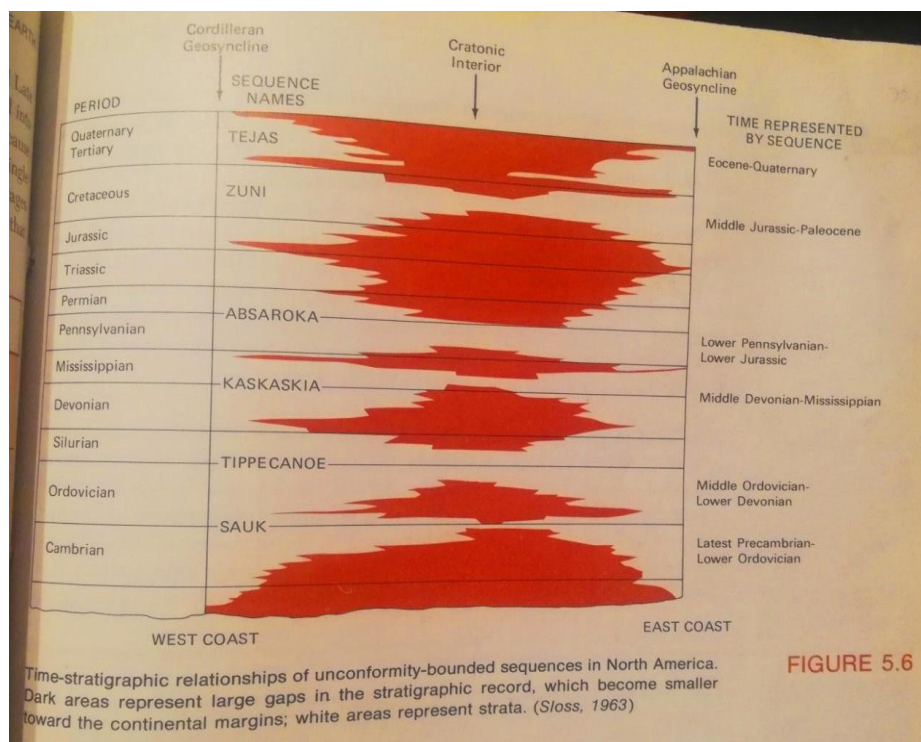 EARTH
Late
into
Cordilleran
Geosyncline
Cratonic
Interior
Appalachian
Geosyncline
PERIOD
SEQUENCE
NAMES
TIME REPRESENTED
BY SEQUENCE
Quaternary
Tertiary
TEJAS
Eocene-Quaternary
Cretaceous
ZUNI
Middle Jurassic-Paleocene
Jurassic
Triassic
Permian
ABSAROKA
Pennsylvanian
Lower Pennsylvanian-
Lower Jurassic
Mississippian
KASKASKIA
Middle Devonian-Mississippian
Devonian
Silurian
TIPPECANOE
Ordovician
Middle Ordovician-
Lower Devonian
SAUK
Cambrian
Latest Precambrian-
Lower Ordovician
WEST COAST
EAST COAST
Time-stratigraphic relationships of unconformity-bounded sequences in North America.
Dark areas represent large gaps in the stratigraphic record, which become smaller
toward the continental margins; white areas represent strata. (Sloss, 1963)
FIGURE 5.6